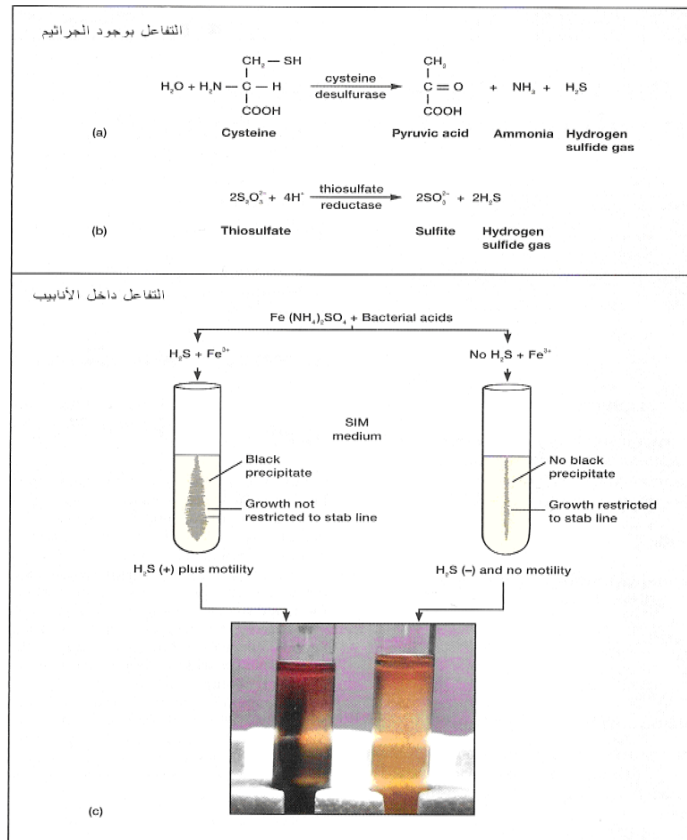 التفاعل بوجود الجراثيم
CH₂ — SH
H₂O + H₂N — C — H
COOH
cysteine
desulfurase
CH₃
C = O
COOH
+ NH₃ + H₂S
(a)
Cysteine
Pyruvic acid
Ammonia
Hydrogen
sulfide gas
2S₂O₃²⁻ + 4H⁺
thiosulfate
reductase
2SO₃²⁻ + 2H₂S
(b)
Thiosulfate
Sulfite
Hydrogen
sulfide gas
التفاعل داخل الأنابيب
Fe (NH₄)₂SO₄ + Bacterial acids
H₂S + Fe³⁺
No H₂S + Fe³⁺
SIM
medium
Black
precipitate
Growth not
restricted to stab line
No black
precipitate
Growth restricted
to stab line
H₂S (+) plus motility
H₂S (–) and no motility
(c)